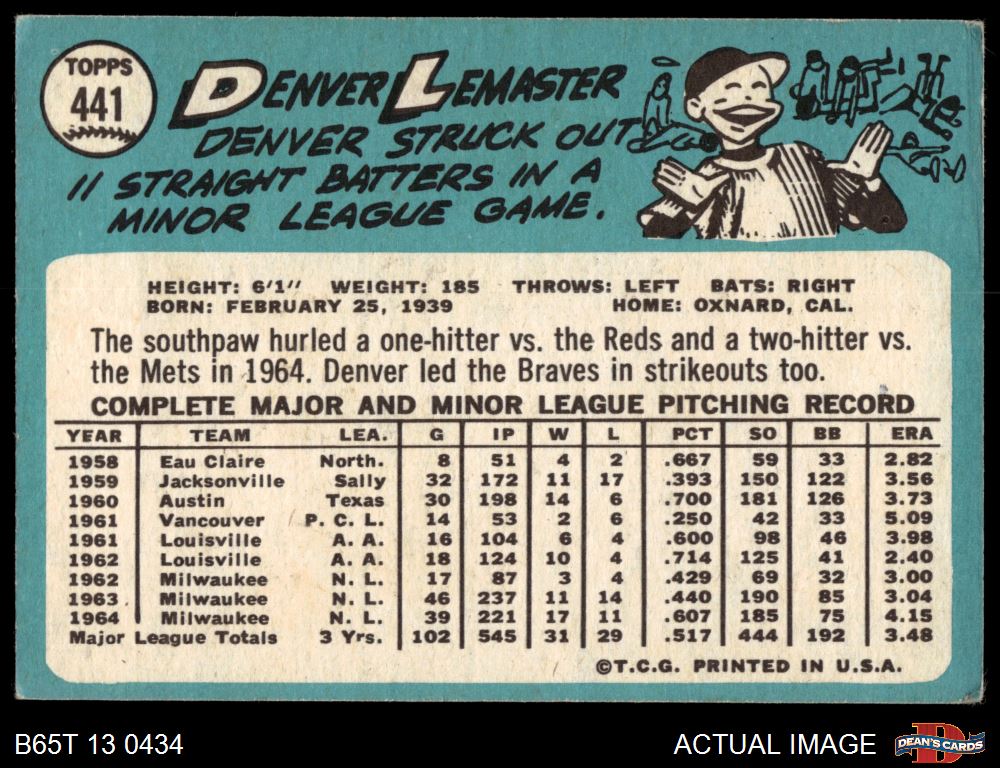 TOPPS
441
DENVER LEMASTER
DENVER STRUCK OUT
11 STRAIGHT BATTERS IN A
MINOR LEAGUE GAME.
HEIGHT: 6'1" WEIGHT: 185 THROWS: LEFT BATS: RIGHT
BORN: FEBRUARY 25, 1939 HOME: OXNARD, CAL.
The southpaw hurled a one-hitter vs. the Reds and a two-hitter vs.
the Mets in 1964. Denver led the Braves in strikeouts too.
COMPLETE MAJOR AND MINOR LEAGUE PITCHING RECORD
YEAR TEAM LEA. G IP W L PCT SO BB ERA
1958 Eau Claire North. 8 51 4 2 .667 59 33 2.82
1959 Jacksonville Sally 32 172 11 17 .393 150 122 3.56
1960 Austin Texas 30 198 14 6 .700 181 126 3.73
1961 Vancouver P. C. L. 14 53 2 6 .250 42 33 5.09
1961 Louisville A. A. 16 104 6 4 .600 98 46 3.98
1962 Louisville A. A. 18 124 10 4 .714 125 41 2.40
1962 Milwaukee N. L. 17 87 3 4 .429 69 32 3.00
1963 Milwaukee N. L. 46 237 11 14 .440 190 85 3.04
1964 Milwaukee N. L. 39 221 17 11 .607 185 75 4.15
Major League Totals 3 Yrs. 102 545 31 29 .517 444 192 3.48
©T.C.G. PRINTED IN U.S.A.
B65T 13 0434
ACTUAL IMAGE
D
DEAN'S CARDS